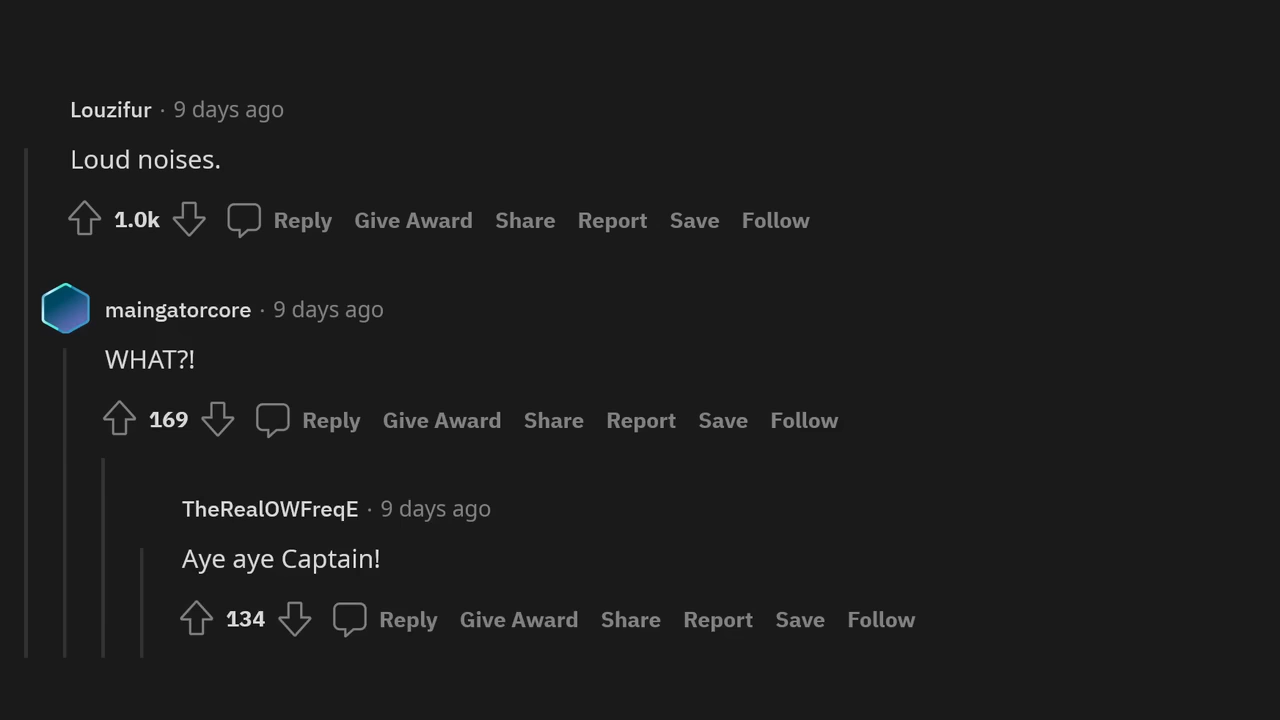 Louzifur · 9 days ago
Loud noises.
1.0k Reply Give Award Share Report Save Follow
maingatorcore · 9 days ago
WHAT?!
169 Reply Give Award Share Report Save Follow
TheRealOWFreqE · 9 days ago
Aye aye Captain!
134 Reply Give Award Share Report Save Follow